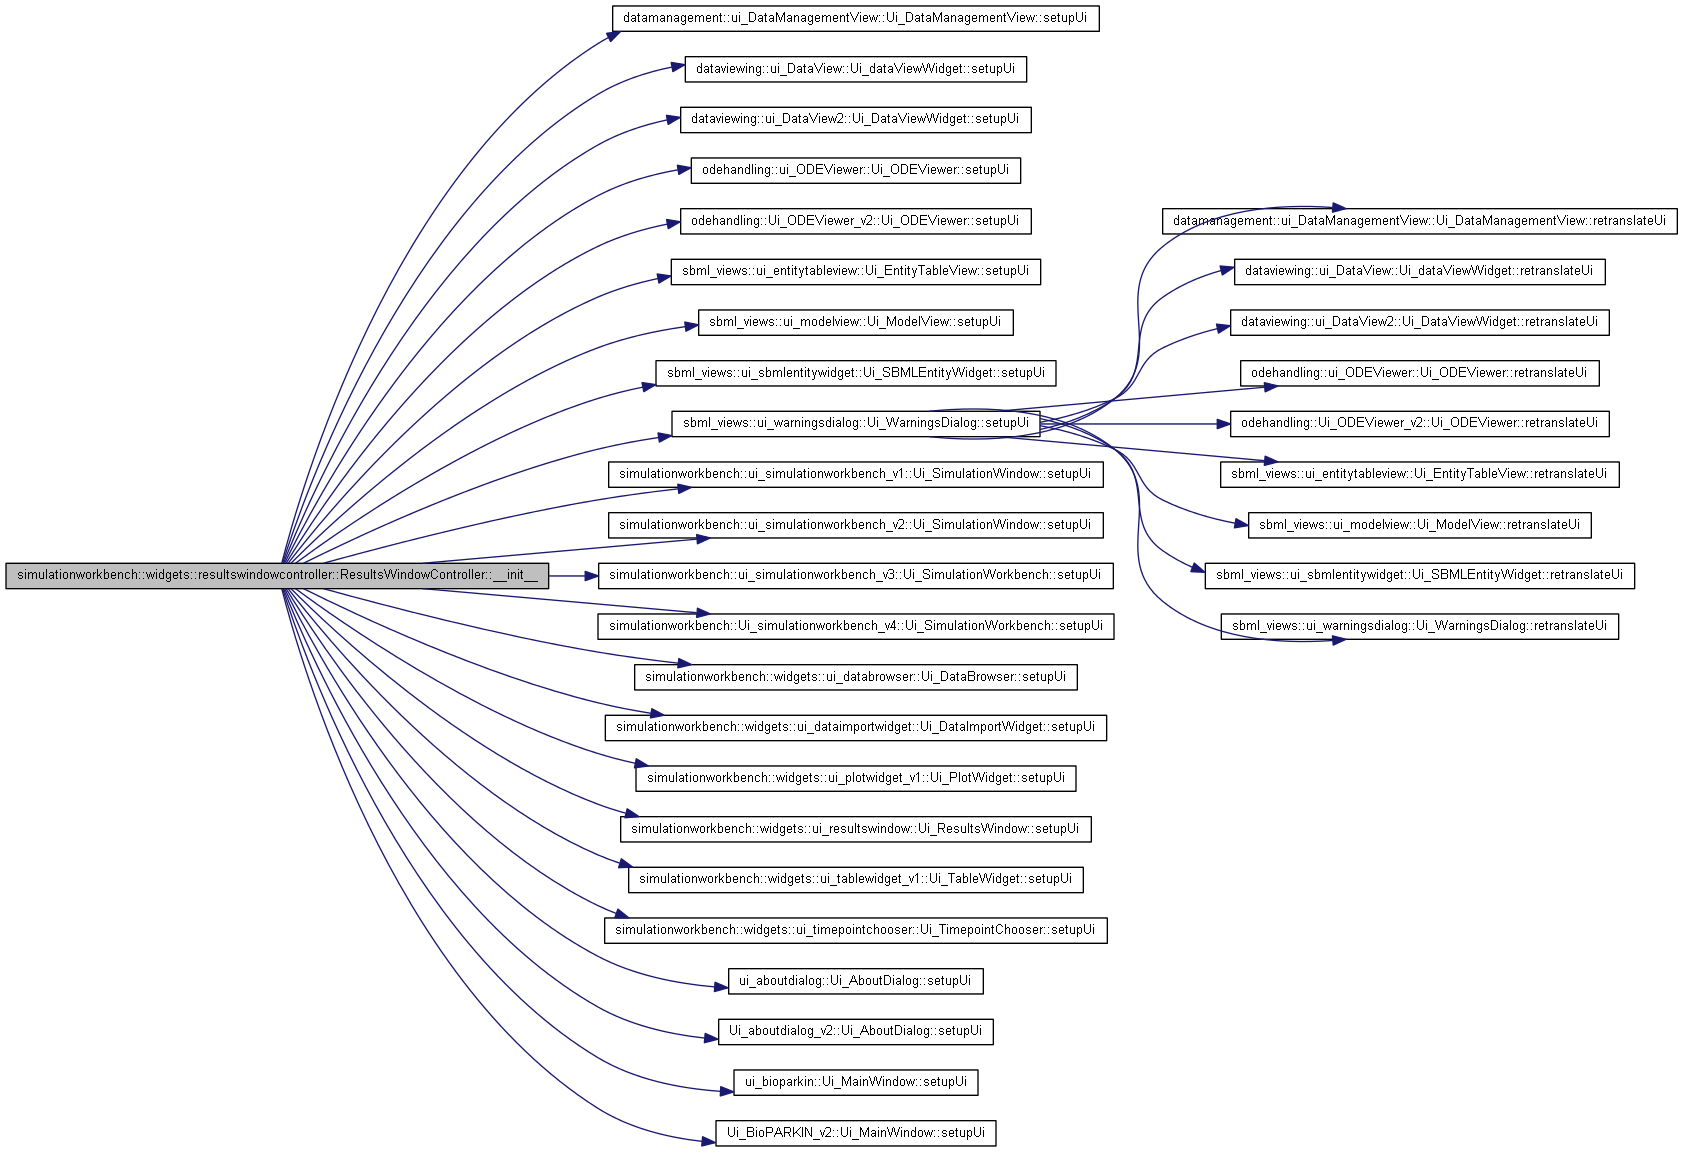 simulationworkbench::widgets::resultswindowcontroller::ResultsWindowController::__init__
datamanagement::ui_DataManagementView::Ui_DataManagementView::setupUi
dataviewing::ui_DataView::Ui_dataViewWidget::setupUi
dataviewing::ui_DataView2::Ui_DataViewWidget::setupUi
odehandling::ui_ODEViewer::Ui_ODEViewer::setupUi
odehandling::Ui_ODEViewer_v2::Ui_ODEViewer::setupUi
sbml_views::ui_entitytableview::Ui_EntityTableView::setupUi
sbml_views::ui_modelview::Ui_ModelView::setupUi
sbml_views::ui_sbmlentitywidget::Ui_SBMLEntityWidget::setupUi
sbml_views::ui_warningsdialog::Ui_WarningsDialog::setupUi
simulationworkbench::ui_simulationworkbench_v1::Ui_SimulationWindow::setupUi
simulationworkbench::ui_simulationworkbench_v2::Ui_SimulationWindow::setupUi
simulationworkbench::ui_simulationworkbench_v3::Ui_SimulationWorkbench::setupUi
simulationworkbench::Ui_simulationworkbench_v4::Ui_SimulationWorkbench::setupUi
simulationworkbench::widgets::ui_databrowser::Ui_DataBrowser::setupUi
simulationworkbench::widgets::ui_dataimportwidget::Ui_DataImportWidget::setupUi
simulationworkbench::widgets::ui_plotwidget_v1::Ui_PlotWidget::setupUi
simulationworkbench::widgets::ui_resultswindow::Ui_ResultsWindow::setupUi
simulationworkbench::widgets::ui_tablewidget_v1::Ui_TableWidget::setupUi
simulationworkbench::widgets::ui_timepointchooser::Ui_TimepointChooser::setupUi
ui_aboutdialog::Ui_AboutDialog::setupUi
Ui_aboutdialog_v2::Ui_AboutDialog::setupUi
ui_bioparkin::Ui_MainWindow::setupUi
Ui_BioPARKIN_v2::Ui_MainWindow::setupUi
datamanagement::ui_DataManagementView::Ui_DataManagementView::retranslateUi
dataviewing::ui_DataView::Ui_dataViewWidget::retranslateUi
dataviewing::ui_DataView2::Ui_DataViewWidget::retranslateUi
odehandling::ui_ODEViewer::Ui_ODEViewer::retranslateUi
odehandling::Ui_ODEViewer_v2::Ui_ODEViewer::retranslateUi
sbml_views::ui_entitytableview::Ui_EntityTableView::retranslateUi
sbml_views::ui_modelview::Ui_ModelView::retranslateUi
sbml_views::ui_sbmlentitywidget::Ui_SBMLEntityWidget::retranslateUi
sbml_views::ui_warningsdialog::Ui_WarningsDialog::retranslateUi